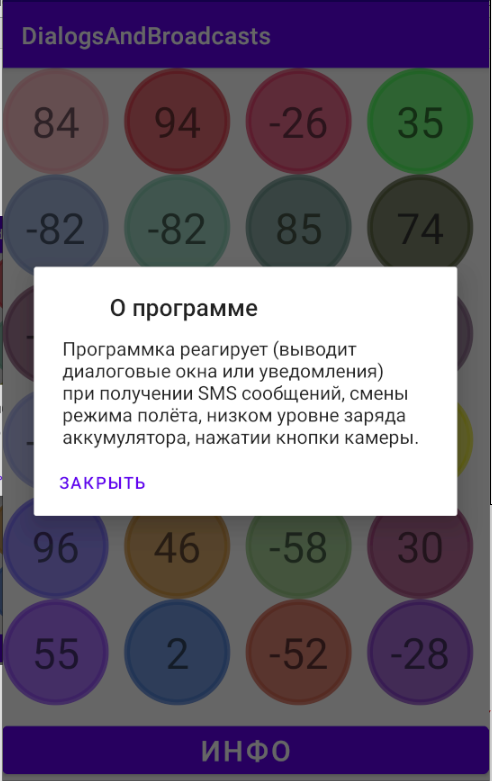 DialogsAndBroadcasts
84 94 -26 35
-82 -82 85 74
О программе
Программка реагирует (выводит
диалоговые окна или уведомления)
при получении SMS сообщений, смены
режима полёта, низком уровне заряда
аккумулятора, нажатии кнопки камеры.
ЗАКРЫТЬ
96 46 -58 30
55 2 -52 -28
ИНФО